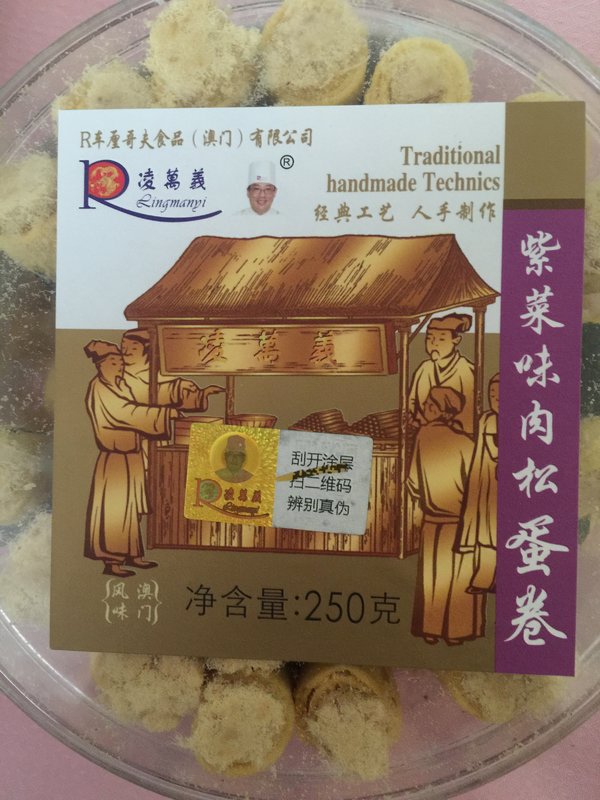 R车厘哥夫食品(澳门)有限公司
R 凌萬義 ®
Lingmanyi
Traditional
handmade Technics
经典工艺 人手制作
紫菜味肉松蛋卷
凌萬義
刮开涂层
扫二维码
辨别真伪
R 凌萬義
Lingmanyi
澳门
风味
净含量:250克